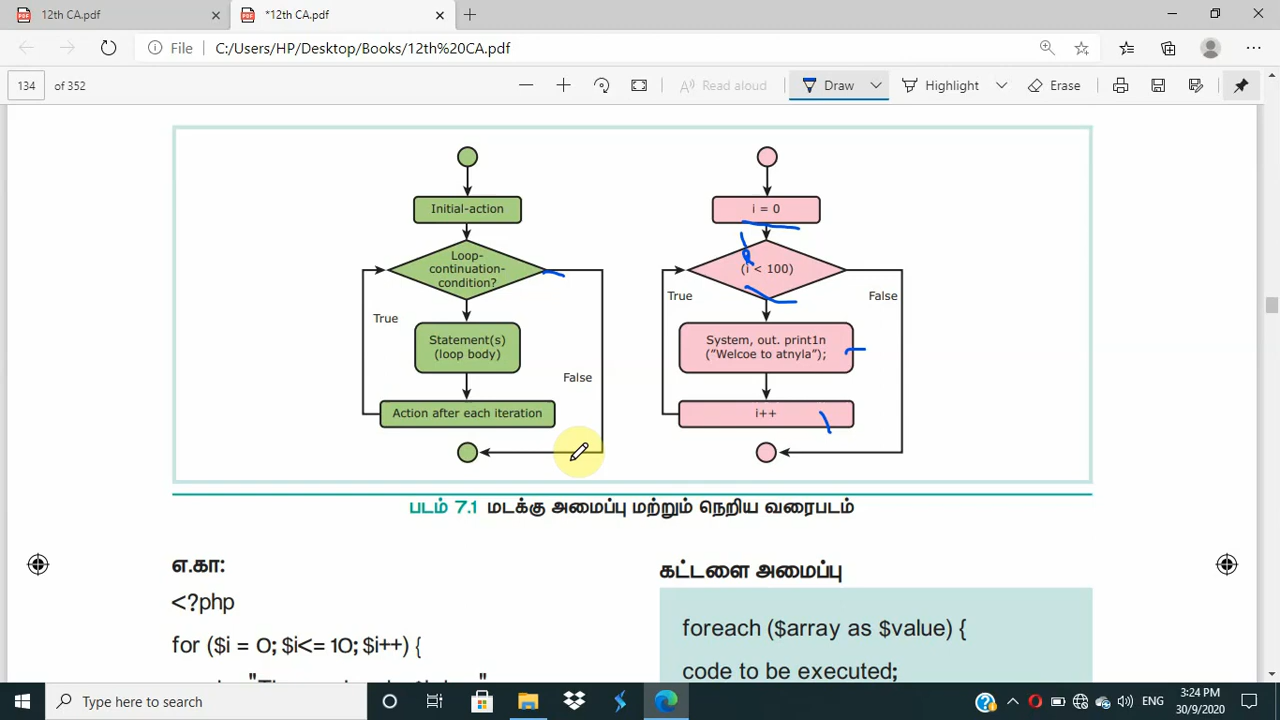 12th CA.pdf
*12th CA.pdf
File
C:/Users/HP/Desktop/Books/12th%20CA.pdf
134 of 352
Read aloud
Draw
Highlight
Erase
Initial-action
Loop-
continuation-
condition?
True
Statement(s)
(loop body)
False
Action after each iteration
i = 0
(i < 100)
True
False
System, out. print1n
("Welcoe to atnyla");
i++
படம் 7.1 மடக்கு அமைப்பு மற்றும் நெறிய வரைபடம்
எ.கா:
<?php
for ($i = 0; $i<= 10; $i++) {
கட்டளை அமைப்பு
foreach ($array as $value) {
code to be executed;
Type here to search
ENG
3:24 PM
30/9/2020